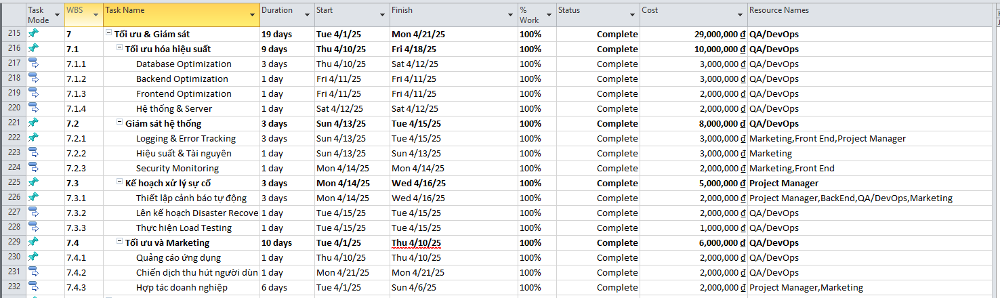 Task Mode WBS Task Name Duration Start Finish % Work Status Cost Resource Names
215 7 Tối ưu & Giám sát 19 days Tue 4/1/25 Mon 4/21/25 100% Complete 29,000,000 ₫ QA/DevOps
216 7.1 Tối ưu hóa hiệu suất 9 days Thu 4/10/25 Fri 4/18/25 100% Complete 10,000,000 ₫ QA/DevOps
217 7.1.1 Database Optimization 3 days Thu 4/10/25 Sat 4/12/25 100% Complete 3,000,000 ₫ QA/DevOps
218 7.1.2 Backend Optimization 1 day Fri 4/11/25 Fri 4/11/25 100% Complete 3,000,000 ₫ QA/DevOps
219 7.1.3 Frontend Optimization 1 day Fri 4/11/25 Fri 4/11/25 100% Complete 2,000,000 ₫ QA/DevOps
220 7.1.4 Hệ thống & Server 1 day Sat 4/12/25 Sat 4/12/25 100% Complete 2,000,000 ₫ QA/DevOps
221 7.2 Giám sát hệ thống 3 days Sun 4/13/25 Tue 4/15/25 100% Complete 8,000,000 ₫ QA/DevOps
222 7.2.1 Logging & Error Tracking 3 days Sun 4/13/25 Tue 4/15/25 100% Complete 3,000,000 ₫ Marketing,Front End,Project Manager
223 7.2.2 Hiệu suất & Tài nguyên 1 day Sun 4/13/25 Sun 4/13/25 100% Complete 3,000,000 ₫ Marketing
224 7.2.3 Security Monitoring 1 day Mon 4/14/25 Mon 4/14/25 100% Complete 2,000,000 ₫ Marketing,Front End
225 7.3 Kế hoạch xử lý sự cố 3 days Mon 4/14/25 Wed 4/16/25 100% Complete 5,000,000 ₫ Project Manager
226 7.3.1 Thiết lập cảnh báo tự động 3 days Mon 4/14/25 Wed 4/16/25 100% Complete 2,000,000 ₫ Project Manager,BackEnd,QA/DevOps,Marketing
227 7.3.2 Lên kế hoạch Disaster Recove 1 day Tue 4/15/25 Tue 4/15/25 100% Complete 2,000,000 ₫ QA/DevOps
228 7.3.3 Thực hiện Load Testing 1 day Tue 4/15/25 Tue 4/15/25 100% Complete 1,000,000 ₫ QA/DevOps
229 7.4 Tối ưu và Marketing 10 days Tue 4/1/25 Thu 4/10/25 100% Complete 6,000,000 ₫ QA/DevOps
230 7.4.1 Quảng cáo ứng dụng 1 day Thu 4/10/25 Thu 4/10/25 100% Complete 2,000,000 ₫ QA/DevOps
231 7.4.2 Chiến dịch thu hút người dùn 1 day Mon 4/21/25 Mon 4/21/25 100% Complete 2,000,000 ₫ QA/DevOps
232 7.4.3 Hợp tác doanh nghiệp 6 days Tue 4/1/25 Sun 4/6/25 100% Complete 2,000,000 ₫ Project Manager,Marketing